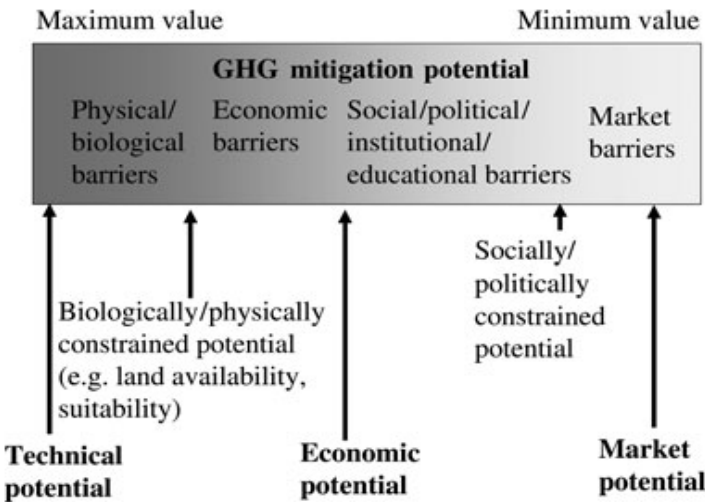 Maximum value
Minimum value
GHG mitigation potential
Physical/
biological
barriers
Economic
barriers
Social/political/
institutional/
educational barriers
Market
barriers
Biologically/physically
constrained potential
(e.g. land availability,
suitability)
Socially/
politically
constrained
potential
Technical
potential
Economic
potential
Market
potential